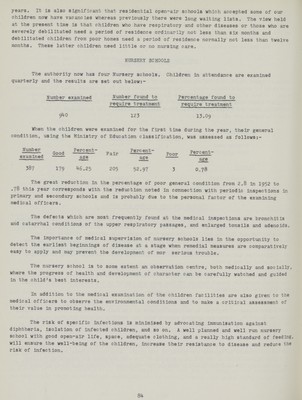 years. It is also significant that residential open-air schools which accepted some of our
children now have vacancies whereas previously there were long waiting lists. The view held
at the present time is that children who have respiratory and other diseases or those who are
severely debilitated need a period of residence ordinarily not less than six months and
debilitated children from poor homes need a period of residence normally not less than twelve
months. These latter children need little or no nursing care.
NURSERY SCHOOLS
The authority now has four Nursery schools. Children in attendance are examined
quarterly and the results are set out below:-
Number examined Number found to require treatment Percentage found to require treatment
940 123 13.09
When the children were examined for the first time during the year, their general
condition, using the Ministry of Education classification, was assessed as follows:-
Number examined Good Percent-age Fair Percent-age Poor Percent-age
387 179 46.25 205 52.97 3 0.78
The great reduction in the percentage of poor general condition from 2.8 in 1952 to
.78 this year corresponds with the reduction noted in connection with periodic inspections in
primary and secondary schools and is probably due to the personal factor of the examining
medical officers.
The defects which are most frequently found at the medical inspections are bronchitis
and catarrhal conditions of the upper respiratory passages, and enlarged tonsils and adenoids.
The importance of medical supervision of nursery schools lies in the opportunity to
detect the earliest beginnings of disease at a stage when remedial measures are comparatively
easy to apply and may prevent the development of more serious trouble.
The nursery school is to some extent an observation centre, both medically and socially,
where the progress of health and development of character can be carefully watched and guided
in the child's best interests.
In addition to the medical examination of the children facilities are also given to the
medical officers to observe the environmental conditions and to make a critical assessment of
their value in promoting health.
The risk of specific infections is minimised by advocating immunisation against
diphtheria, isolation of infected children, and so on. A well planned and well run nursery
school with good open-air life, space, adequate clothing, and a really high standard of feeding,
will ensure the well-being of the children, increase their resistance to disease and reduce the
risk of infection.
84